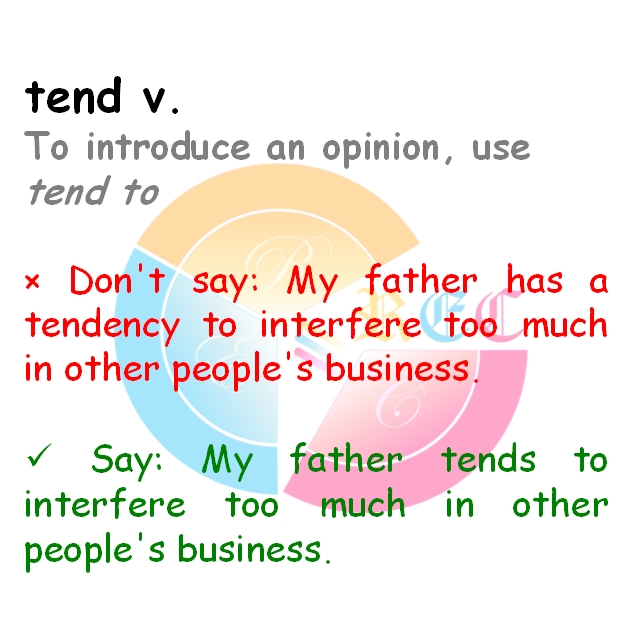 tend v.
To introduce an opinion, use
tend to
× Don't say: My father has a
tendency to interfere too much
in other people's business.
✓ Say: My father tends to
interfere too much in other
people's business.
REC
R
E
C